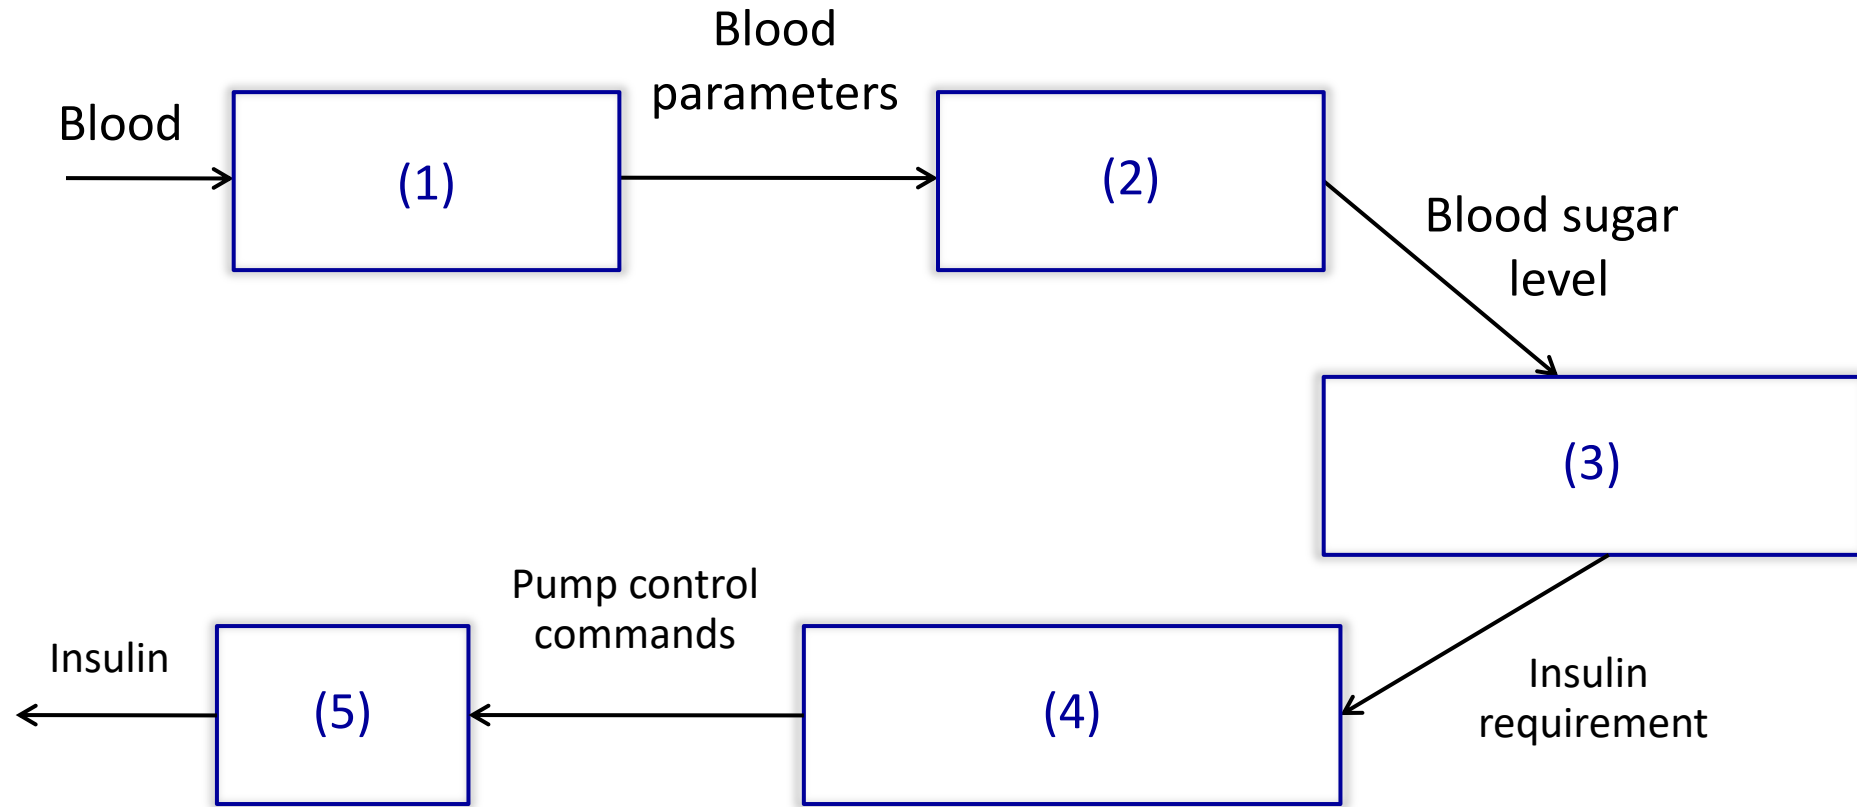 Blood
Blood
parameters
(1)
(2)
Blood sugar
level
(3)
Insulin
requirement
(4)
Pump control
commands
(5)
Insulin